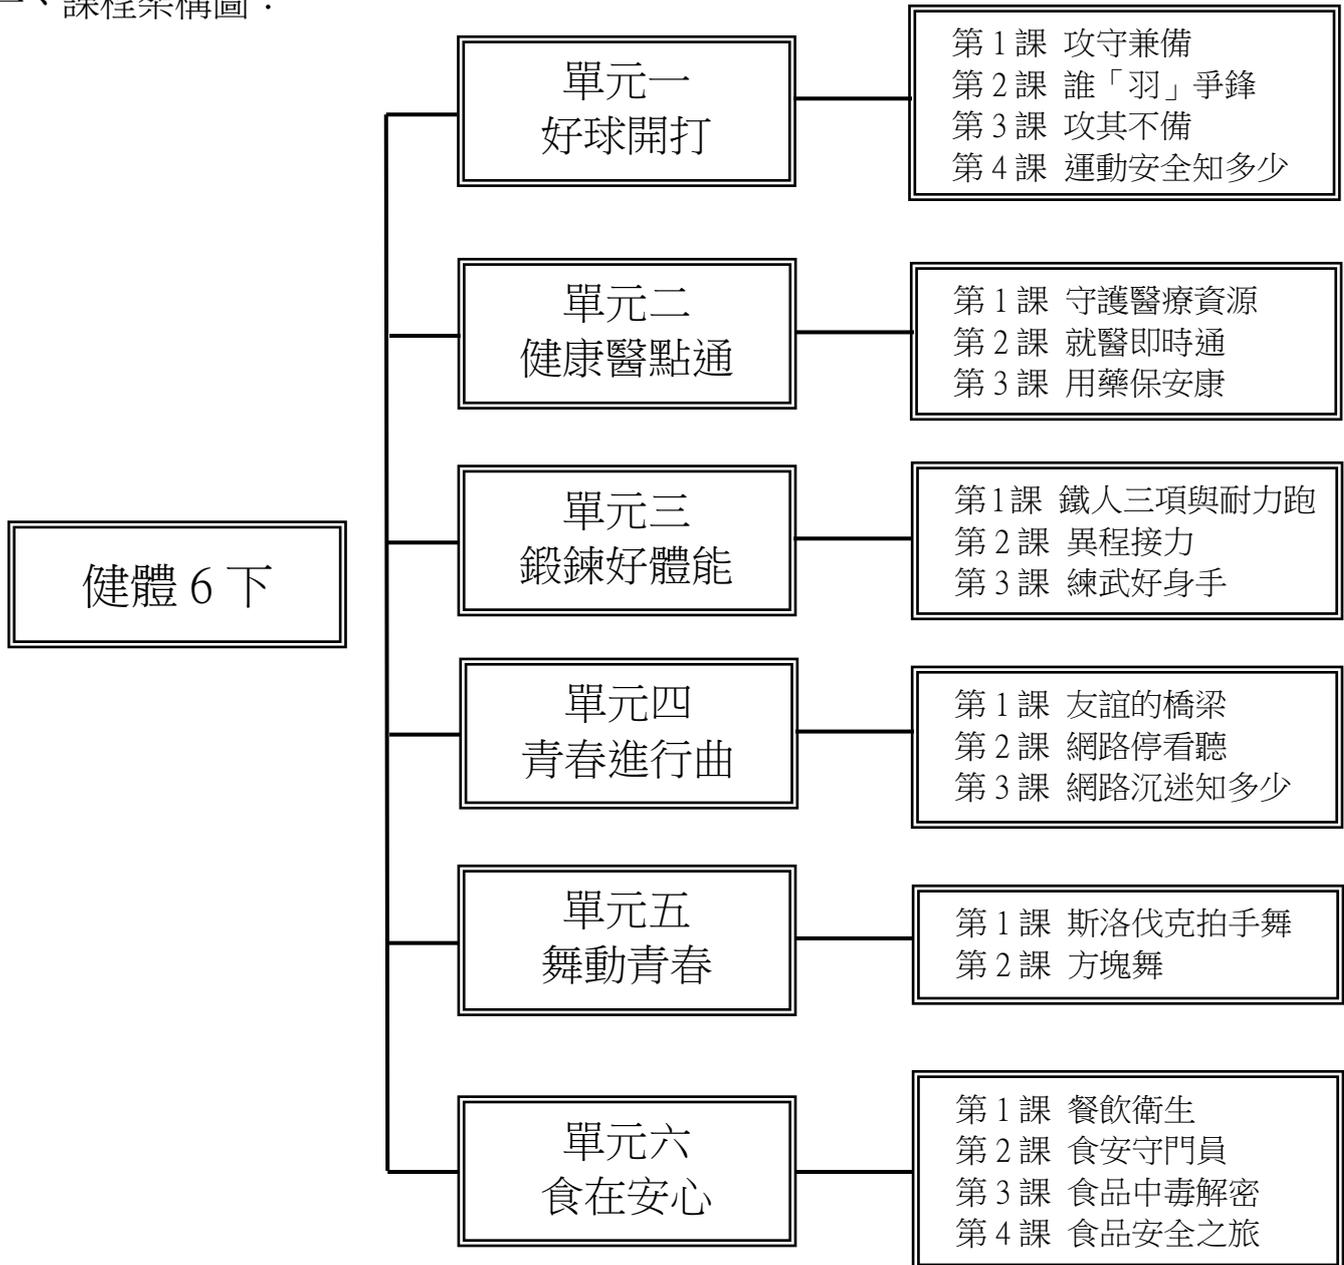 一、課程架構圖：
健體 6 下
單元一
好球開打
第 1 課 攻守兼備
第 2 課 誰「羽」爭鋒
第 3 課 攻其不備
第 4 課 運動安全知多少
單元二
健康醫點通
第 1 課 守護醫療資源
第 2 課 就醫即時通
第 3 課 用藥保安康
單元三
鍛鍊好體能
第 1 課 鐵人三項與耐力跑
第 2 課 異程接力
第 3 課 練武好身手
單元四
青春進行曲
第 1 課 友誼的橋梁
第 2 課 網路停看聽
第 3 課 網路沉迷知多少
單元五
舞動青春
第 1 課 斯洛伐克拍手舞
第 2 課 方塊舞
單元六
食在安心
第 1 課 餐飲衛生
第 2 課 食安守門員
第 3 課 食品中毒解密
第 4 課 食品安全之旅